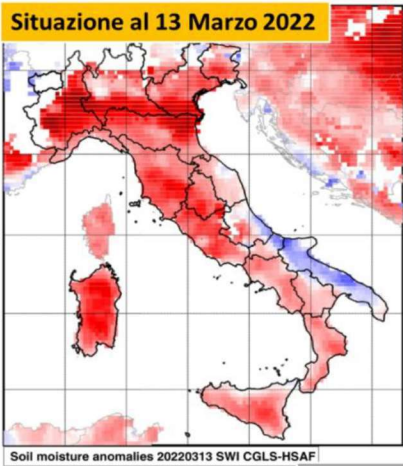 Situazione al 13 Marzo 2022
Soil moisture anomalies 20220313 SWI CGLS-HSAF